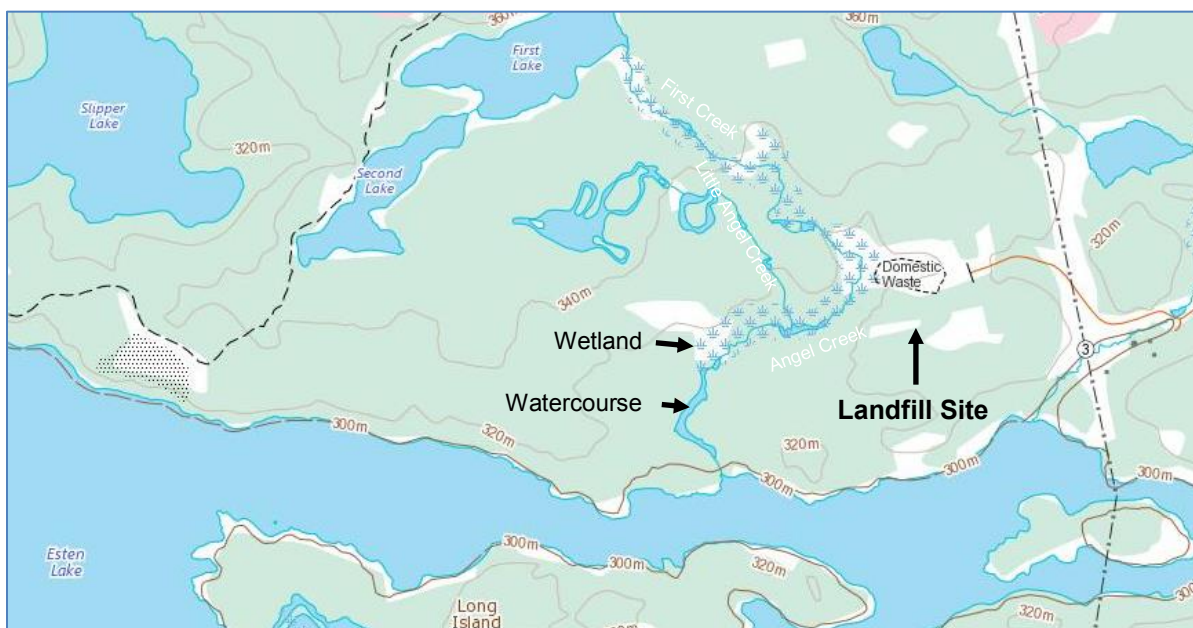 360m
360m
First
Lake
Slipper
Lake
First Creek
320m
Second
Lake
Little Angel Creek
320m
Domestic
Waste
340m
Wetland
Angel Creek
3
Watercourse
Landfill Site
300m
320m
320m
300m
300m
300m
Esten
Lake
300m
320m
Long
Island
320m